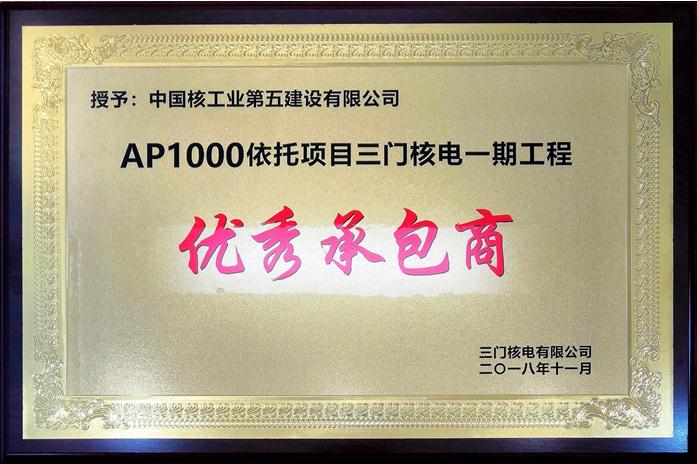 授予：中国核工业第五建设有限公司
AP1000依托项目三门核电一期工程
优秀承包商
三门核电有限公司
二〇一八年十一月